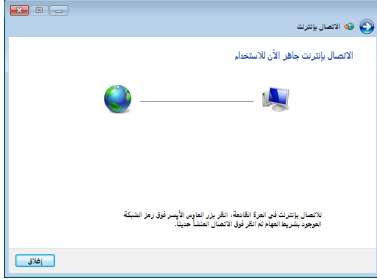 الاتصال بإنترنت
الاتصال بإنترنت جاهز الآن للاستخدام
للاتصال بإنترنت في المرة القادمة، انقر بزر الماوس الأيسر فوق رمز الشبكة
الموجود بشريط المهام ثم انقر فوق الاتصال المنشأ حديثاً.
إغلاق